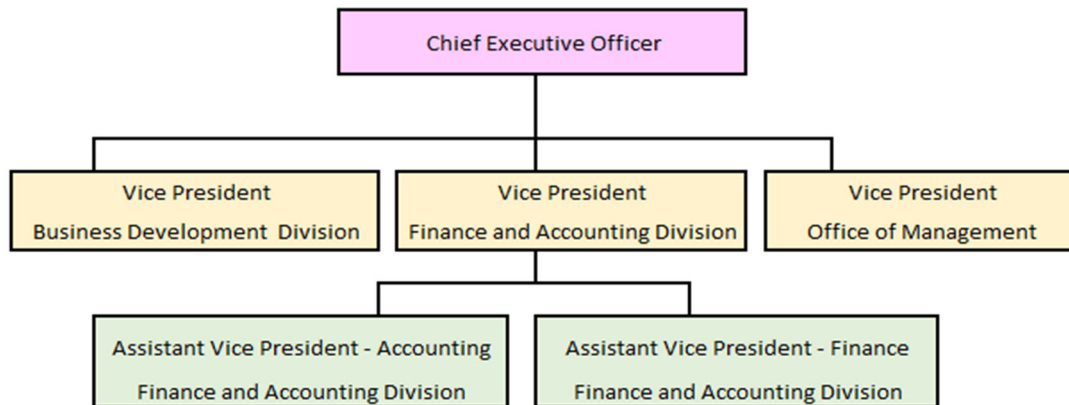 Chief Executive Officer
Vice President
Business Development Division
Vice President
Finance and Accounting Division
Vice President
Office of Management
Assistant Vice President - Accounting
Finance and Accounting Division
Assistant Vice President - Finance
Finance and Accounting Division